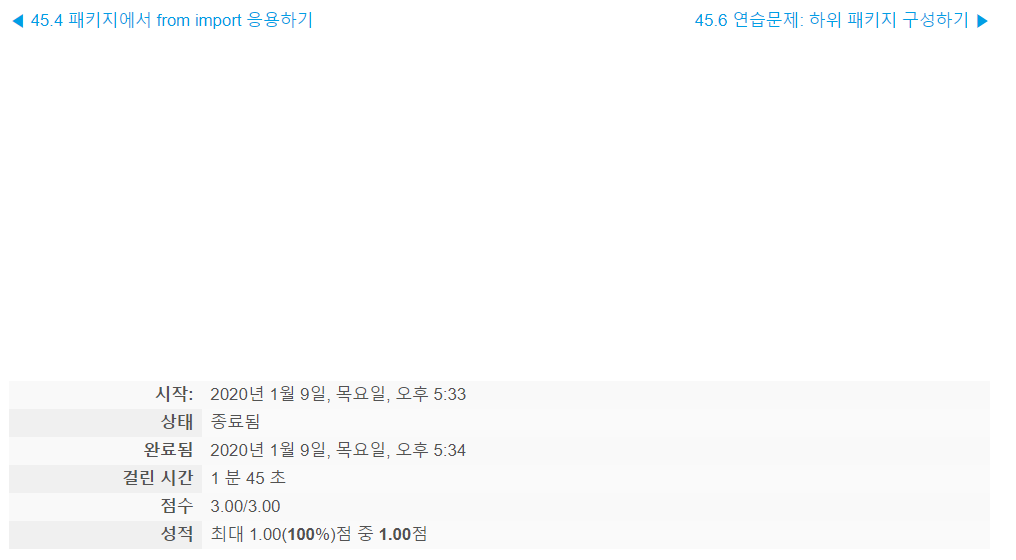 ◀ 45.4 패키지에서 from import 응용하기
45.6 연습문제: 하위 패키지 구성하기 ▶
시작: 2020년 1월 9일, 목요일, 오후 5:33
상태 종료됨
완료됨 2020년 1월 9일, 목요일, 오후 5:34
걸린 시간 1 분 45 초
점수 3.00/3.00
성적 최대 1.00(100%)점 중 1.00점